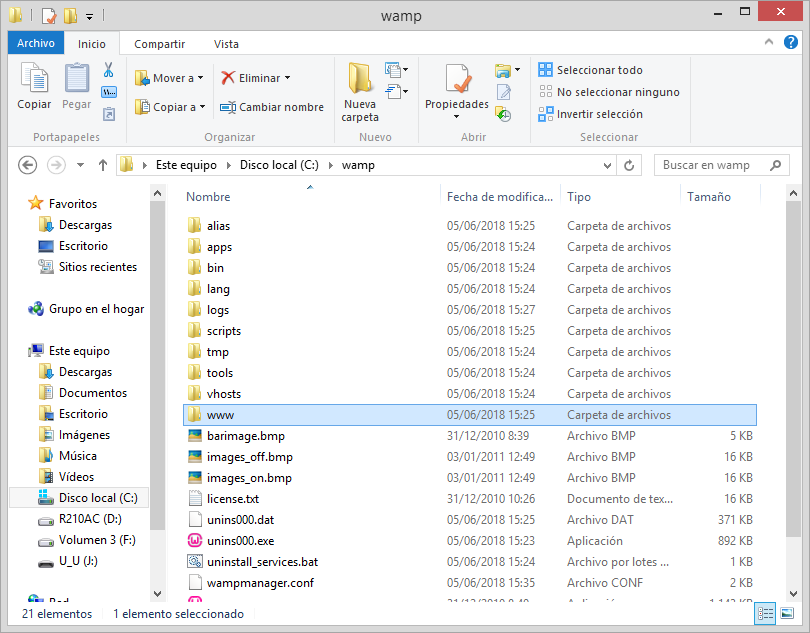 wamp
Archivo Inicio Compartir Vista
Copiar
Pegar
Mover a
Copiar a
Eliminar
Cambiar nombre
Nueva carpeta
Propiedades
Seleccionar todo
No seleccionar ninguno
Invertir selección
Portapapeles Organizar Nuevo Abrir Seleccionar
Este equipo Disco local (C:) wamp
Buscar en wamp
Favoritos
Descargas
Escritorio
Sitios recientes
Grupo en el hogar
Este equipo
Descargas
Documentos
Escritorio
Imágenes
Música
Vídeos
Disco local (C:)
R210AC (D:)
Volumen 3 (F:)
U_U (J:)
Red
Nombre Fecha de modifica... Tipo Tamaño
alias 05/06/2018 15:25 Carpeta de archivos
apps 05/06/2018 15:24 Carpeta de archivos
bin 05/06/2018 15:24 Carpeta de archivos
lang 05/06/2018 15:24 Carpeta de archivos
logs 05/06/2018 15:27 Carpeta de archivos
scripts 05/06/2018 15:25 Carpeta de archivos
tmp 05/06/2018 15:24 Carpeta de archivos
tools 05/06/2018 15:24 Carpeta de archivos
vhosts 05/06/2018 15:24 Carpeta de archivos
www 05/06/2018 15:25 Carpeta de archivos
barimage.bmp 31/12/2010 8:39 Archivo BMP 5 KB
images_off.bmp 03/01/2011 12:49 Archivo BMP 16 KB
images_on.bmp 03/01/2011 12:49 Archivo BMP 16 KB
license.txt 31/12/2010 10:26 Documento de tex... 16 KB
unins000.dat 05/06/2018 15:25 Archivo DAT 371 KB
unins000.exe 05/06/2018 15:23 Aplicación 892 KB
uninstall_services.bat 05/06/2018 15:24 Archivo por lotes ... 1 KB
wampmanager.conf 05/06/2018 15:35 Archivo CONF 2 KB
21 elementos 1 elemento seleccionado